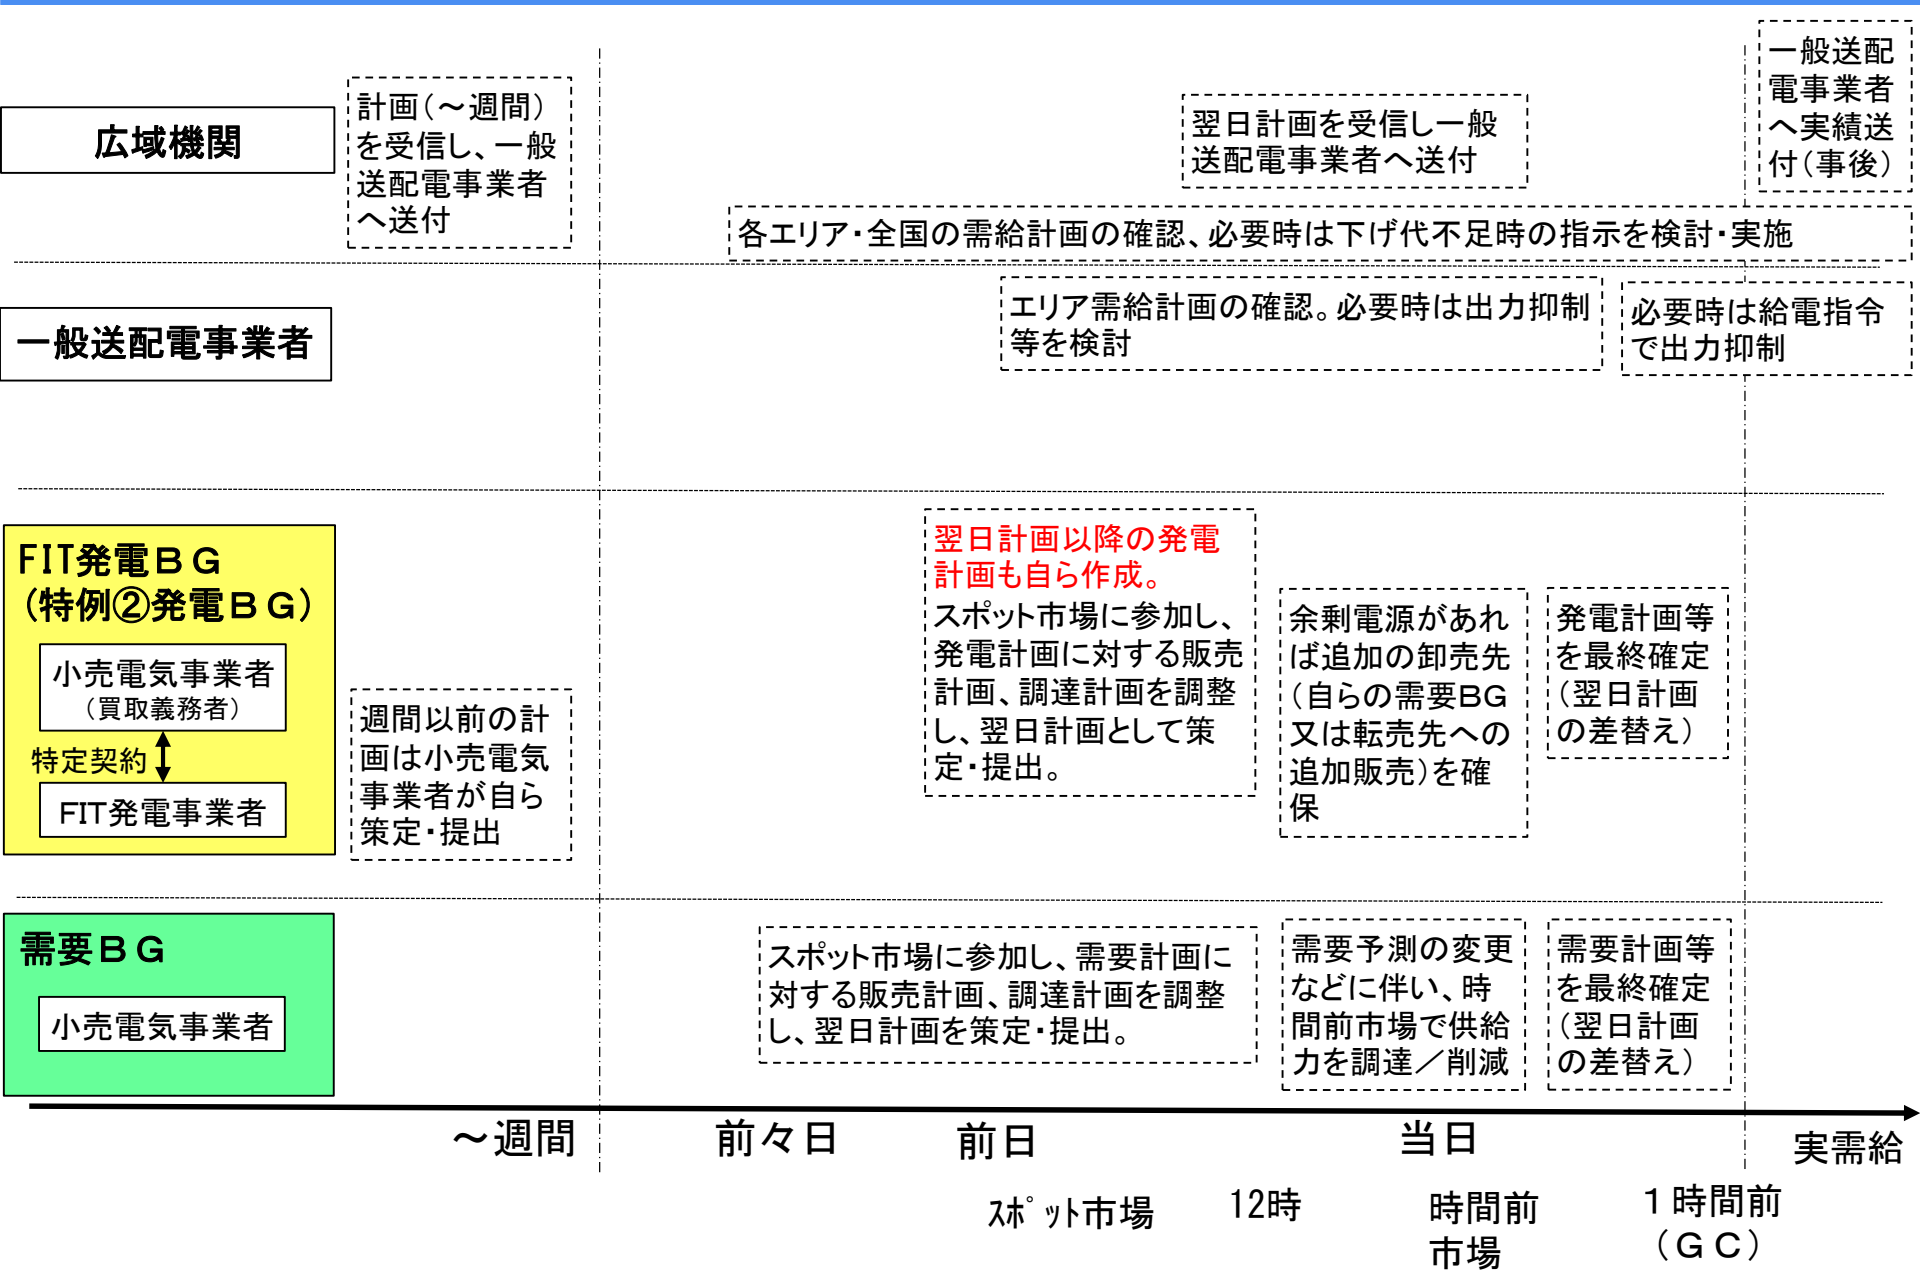 広域機関
計画（～週間）
を受信し、一般
送配電事業者
へ送付
翌日計画を受信し一般
送配電事業者へ送付
一般送配
電事業者
へ実績送
付（事後）
各エリア・全国の需給計画の確認、必要時は下げ代不足時の指示を検討・実施
一般送配電事業者
エリア需給計画の確認。必要時は出力抑制
等を検討
必要時は給電指令
で出力抑制
FIT発電ＢＧ
（特例②発電ＢＧ）
小売電気事業者
（買取義務者）
特定契約
FIT発電事業者
週間以前の計
画は小売電気
事業者が自ら
策定・提出
翌日計画以降の発電
計画も自ら作成。
スポット市場に参加し、
発電計画に対する販売
計画、調達計画を調整
し、翌日計画として策
定・提出。
余剰電源があれ
ば追加の卸売先
（自らの需要BG
又は転売先への
追加販売）を確
保
発電計画等
を最終確定
（翌日計画
の差替え）
需要ＢＧ
小売電気事業者
スポット市場に参加し、需要計画に
対する販売計画、調達計画を調整
し、翌日計画を策定・提出。
需要予測の変更
などに伴い、時
間前市場で供給
力を調達／削減
需要計画等
を最終確定
（翌日計画
の差替え）
～週間
前々日
前日
当日
実需給
ｽﾎﾟｯﾄ市場
12時
時間前
市場
１時間前
（ＧＣ）